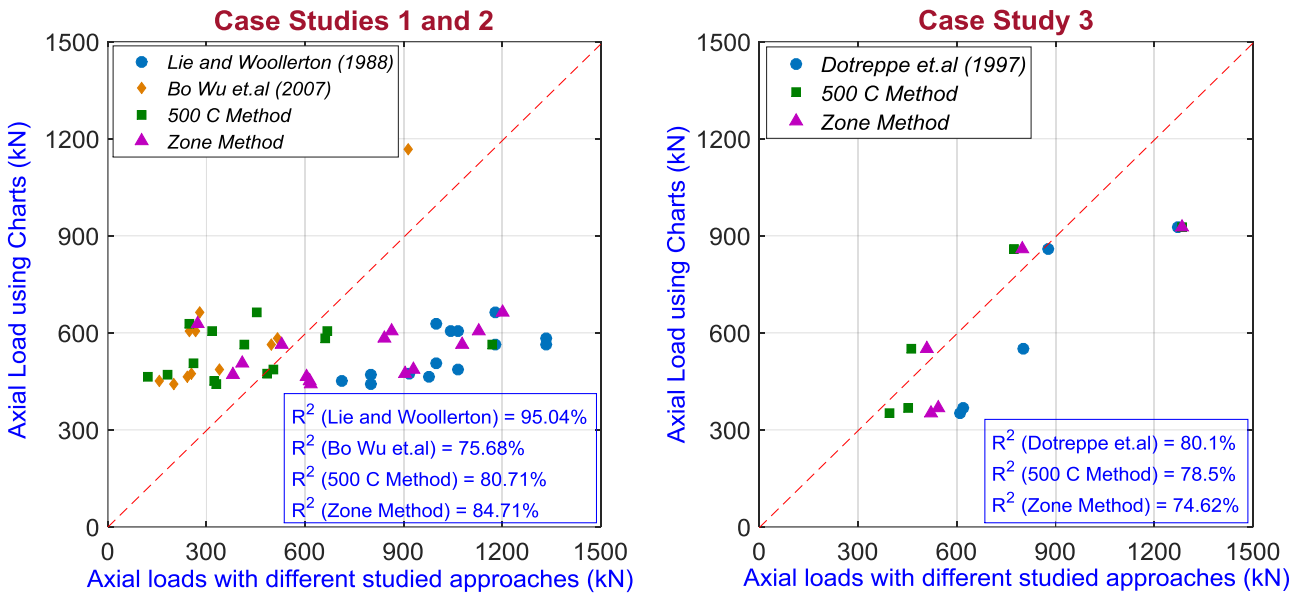 Case Studies 1 and 2
1500
1200
900
600
300
0
0 300 600 900 1200 1500
Axial Load using Charts (kN)
Axial loads with different studied approaches (kN)
Lie and Woollerton (1988)
Bo Wu et.al (2007)
500 C Method
Zone Method
R² (Lie and Woollerton) = 95.04%
R² (Bo Wu et.al) = 75.68%
R² (500 C Method) = 80.71%
R² (Zone Method) = 84.71%
Case Study 3
1500
1200
900
600
300
0
0 300 600 900 1200 1500
Axial Load using Charts (kN)
Axial loads with different studied approaches (kN)
Dotreppe et.al (1997)
500 C Method
Zone Method
R² (Dotreppe et.al) = 80.1%
R² (500 C Method) = 78.5%
R² (Zone Method) = 74.62%